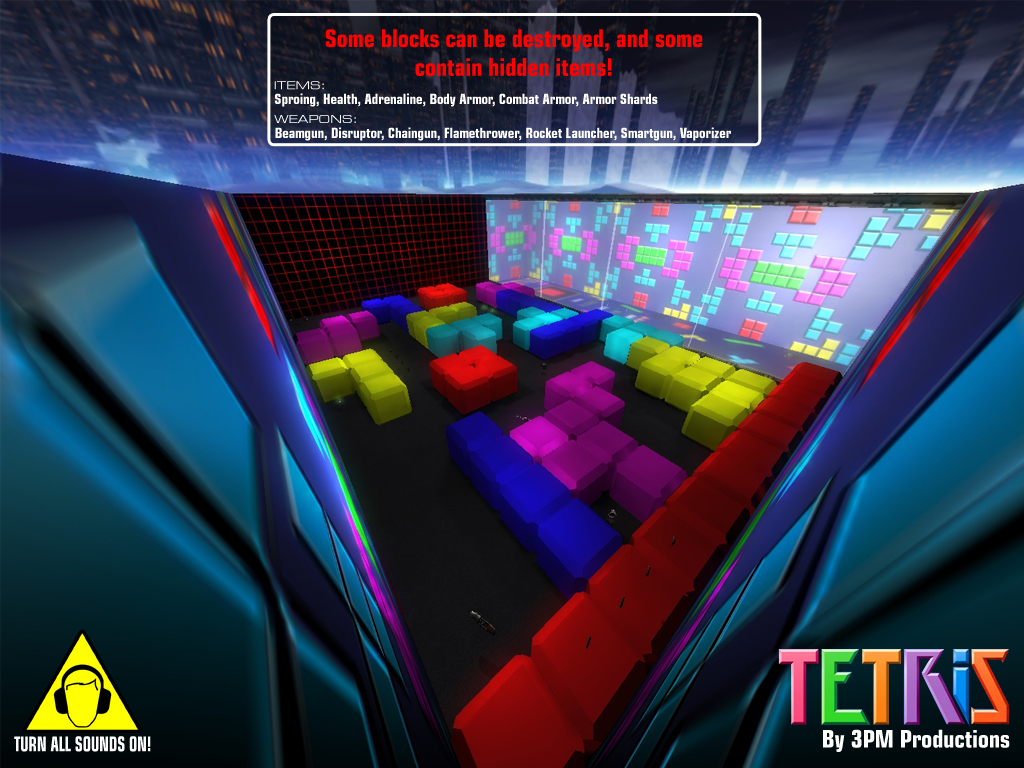 Some blocks can be destroyed, and some
contain hidden items!
ITEMS:
Sproing, Health, Adrenaline, Body Armor, Combat Armor, Armor Shards
WEAPONS:
Beamgun, Disruptor, Chaingun, Flamethrower, Rocket Launcher, Smartgun, Vaporizer
TURN ALL SOUNDS ON!
TETRiS
By 3PM Productions